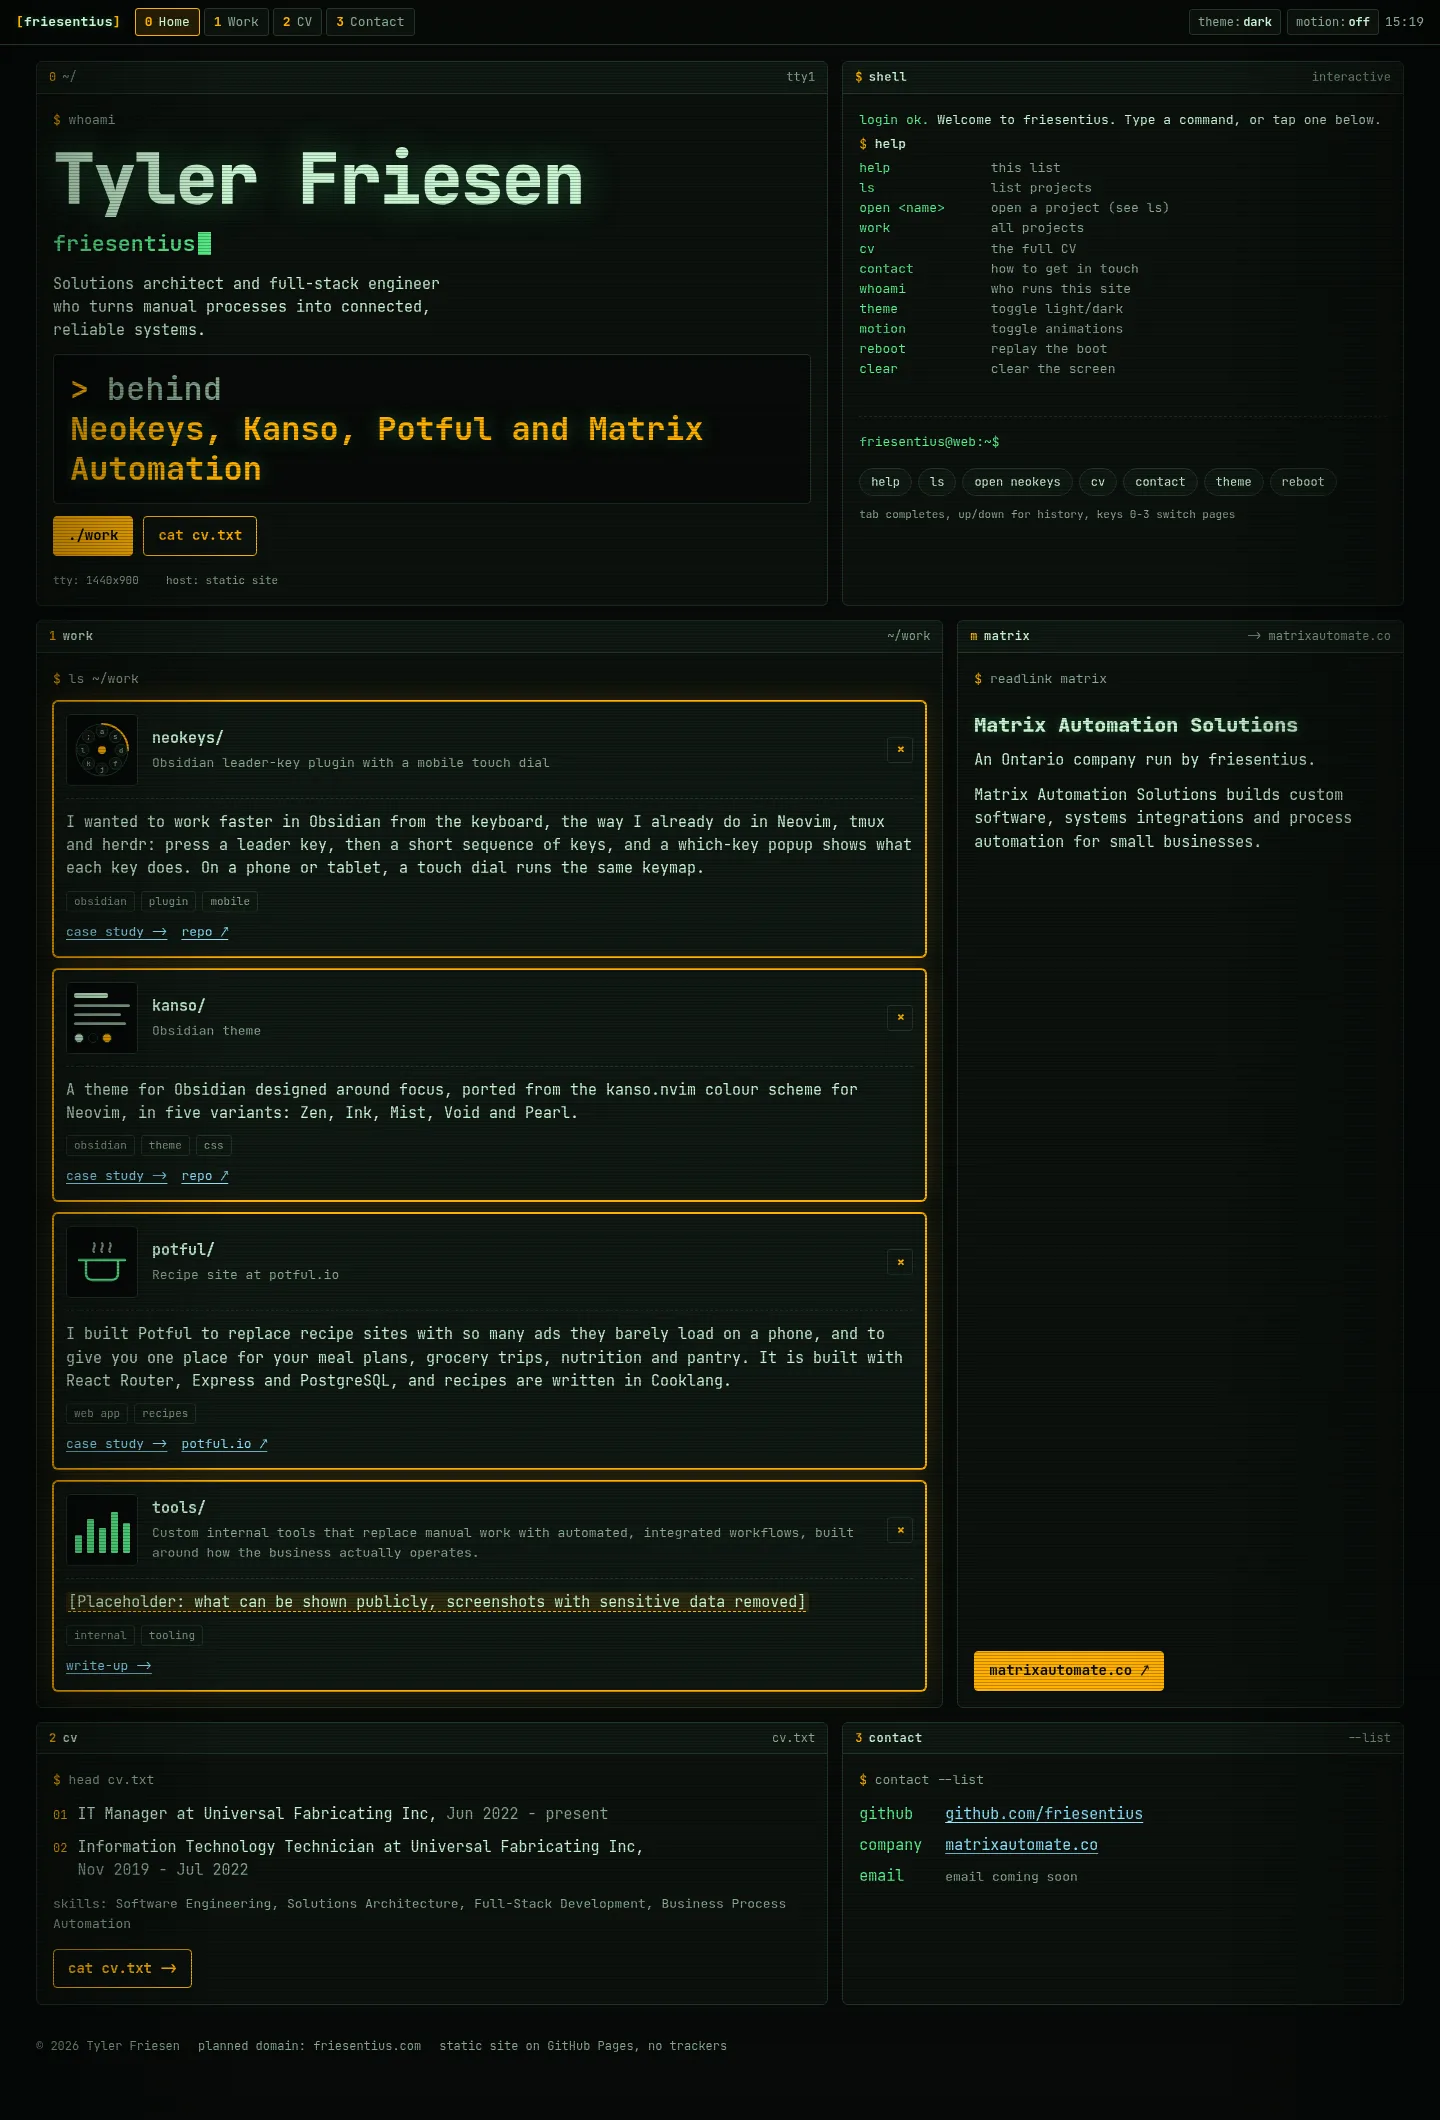 [friesentius] 0 Home 1 Work 2 CV 3 Contact theme:dark motion:off 15:19
0 ~/ tty1
$ whoami
Tyler Friesen
friesentius
Solutions architect and full-stack engineer
who turns manual processes into connected,
reliable systems.
> behind
Neokeys, Kanso, Potful and Matrix
Automation
./work cat cv.txt
tty: 1440x900 host: static site
$ shell interactive
login ok. Welcome to friesentius. Type a command, or tap one below.
$ help
help this list
ls list projects
open <name> open a project (see ls)
work all projects
cv the full CV
contact how to get in touch
whoami who runs this site
theme toggle light/dark
motion toggle animations
reboot replay the boot
clear clear the screen
friesentius@web:~$
help ls open neokeys cv contact theme reboot
tab completes, up/down for history, keys 0-3 switch pages
1 work ~/work
$ ls ~/work
neokeys/
Obsidian leader-key plugin with a mobile touch dial
×
I wanted to work faster in Obsidian from the keyboard, the way I already do in Neovim, tmux
and herdr: press a leader key, then a short sequence of keys, and a which-key popup shows what
each key does. On a phone or tablet, a touch dial runs the same keymap.
obsidian plugin mobile
case study → repo ↗
kanso/
Obsidian theme
×
A theme for Obsidian designed around focus, ported from the kanso.nvim colour scheme for
Neovim, in five variants: Zen, Ink, Mist, Void and Pearl.
obsidian theme css
case study → repo ↗
potful/
Recipe site at potful.io
×
I built Potful to replace recipe sites with so many ads they barely load on a phone, and to
give you one place for your meal plans, grocery trips, nutrition and pantry. It is built with
React Router, Express and PostgreSQL, and recipes are written in Cooklang.
web app recipes
case study → potful.io ↗
tools/
Custom internal tools that replace manual work with automated, integrated workflows, built
around how the business actually operates.
×
[Placeholder: what can be shown publicly, screenshots with sensitive data removed]
internal tooling
write-up →
m matrix → matrixautomate.co
$ readlink matrix
Matrix Automation Solutions
An Ontario company run by friesentius.
Matrix Automation Solutions builds custom
software, systems integrations and process
automation for small businesses.
matrixautomate.co ↗
2 cv cv.txt
$ head cv.txt
01 IT Manager at Universal Fabricating Inc, Jun 2022 - present
02 Information Technology Technician at Universal Fabricating Inc,
Nov 2019 - Jul 2022
skills: Software Engineering, Solutions Architecture, Full-Stack Development, Business Process
Automation
cat cv.txt →
3 contact --list
$ contact --list
github github.com/friesentius
company matrixautomate.co
email email coming soon
© 2026 Tyler Friesen planned domain: friesentius.com static site on GitHub Pages, no trackers